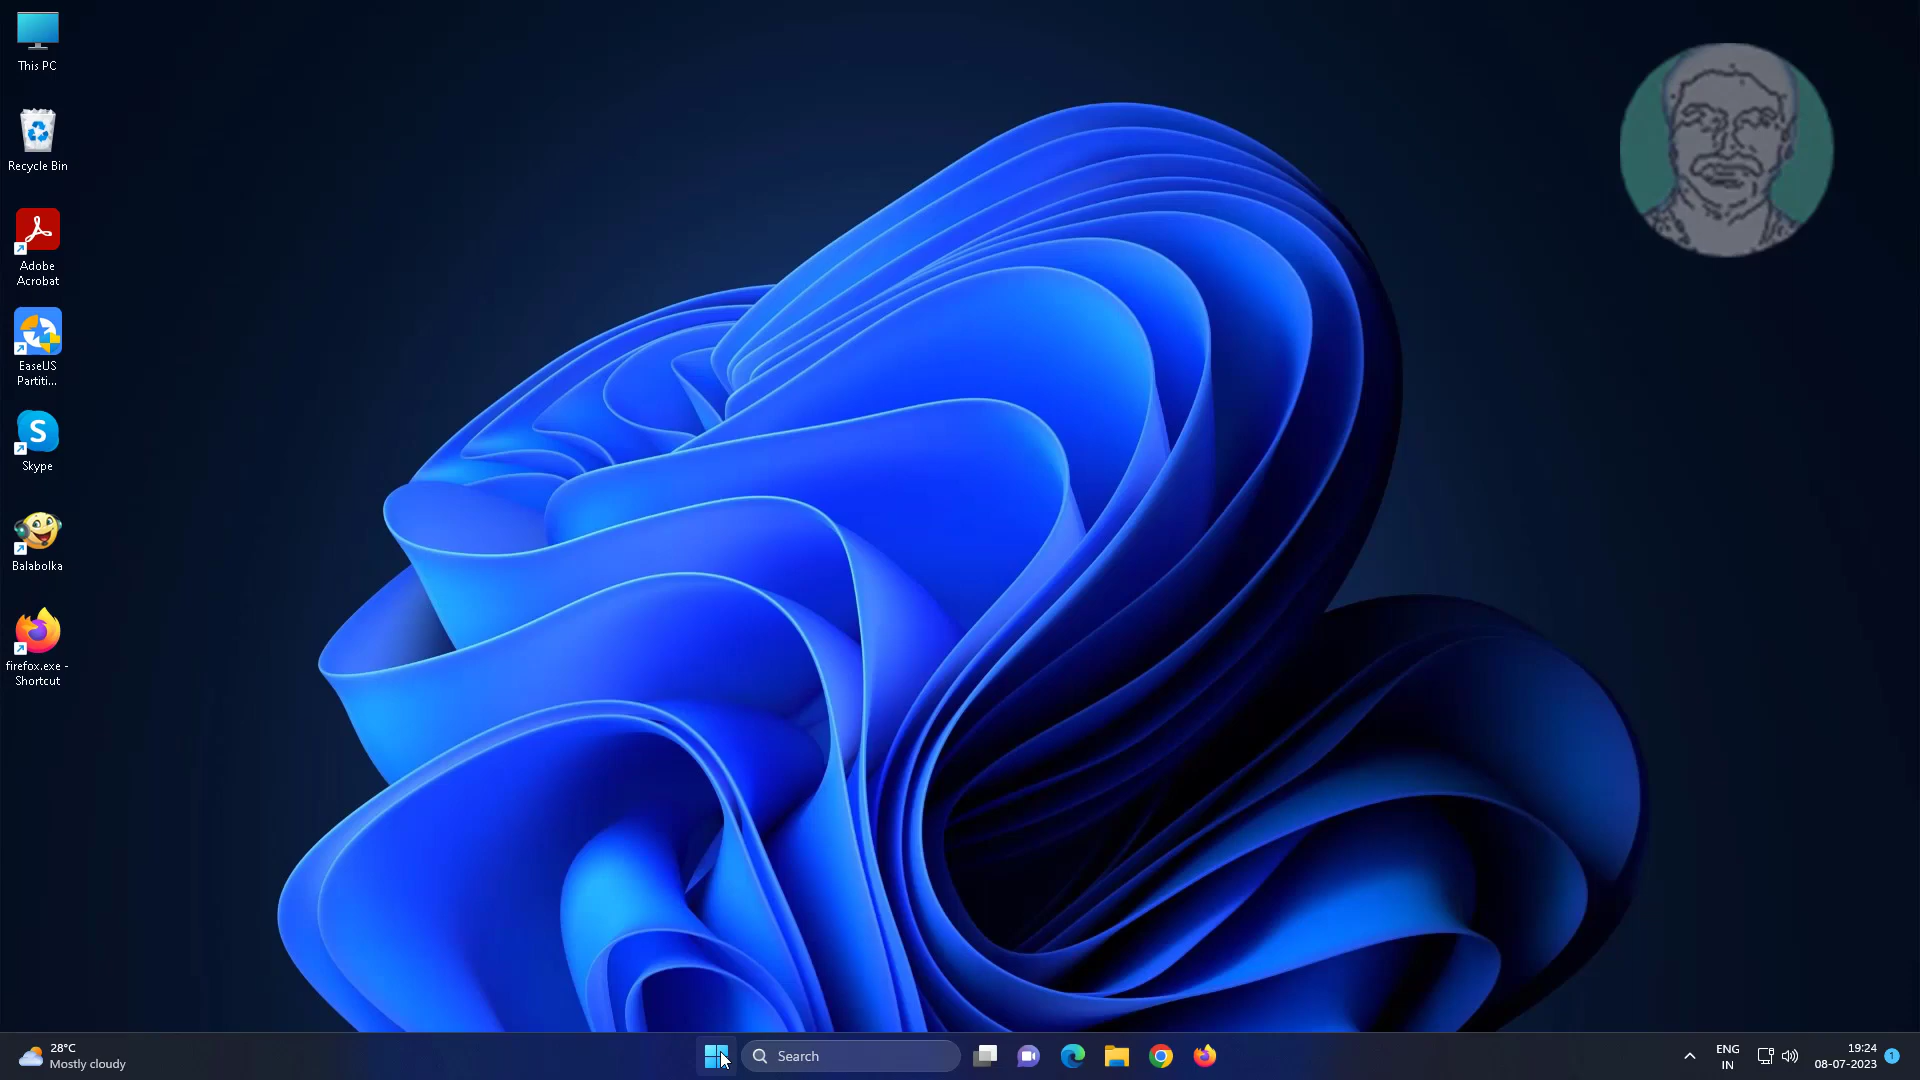 This PC
Recycle Bin
Adobe
Acrobat
EaseUS
Partiti...
S
Skype
Balabolka
firefox.exe -
Shortcut
28°C
Mostly cloudy
Search
ENG
IN
19:24
08-07-2023
1